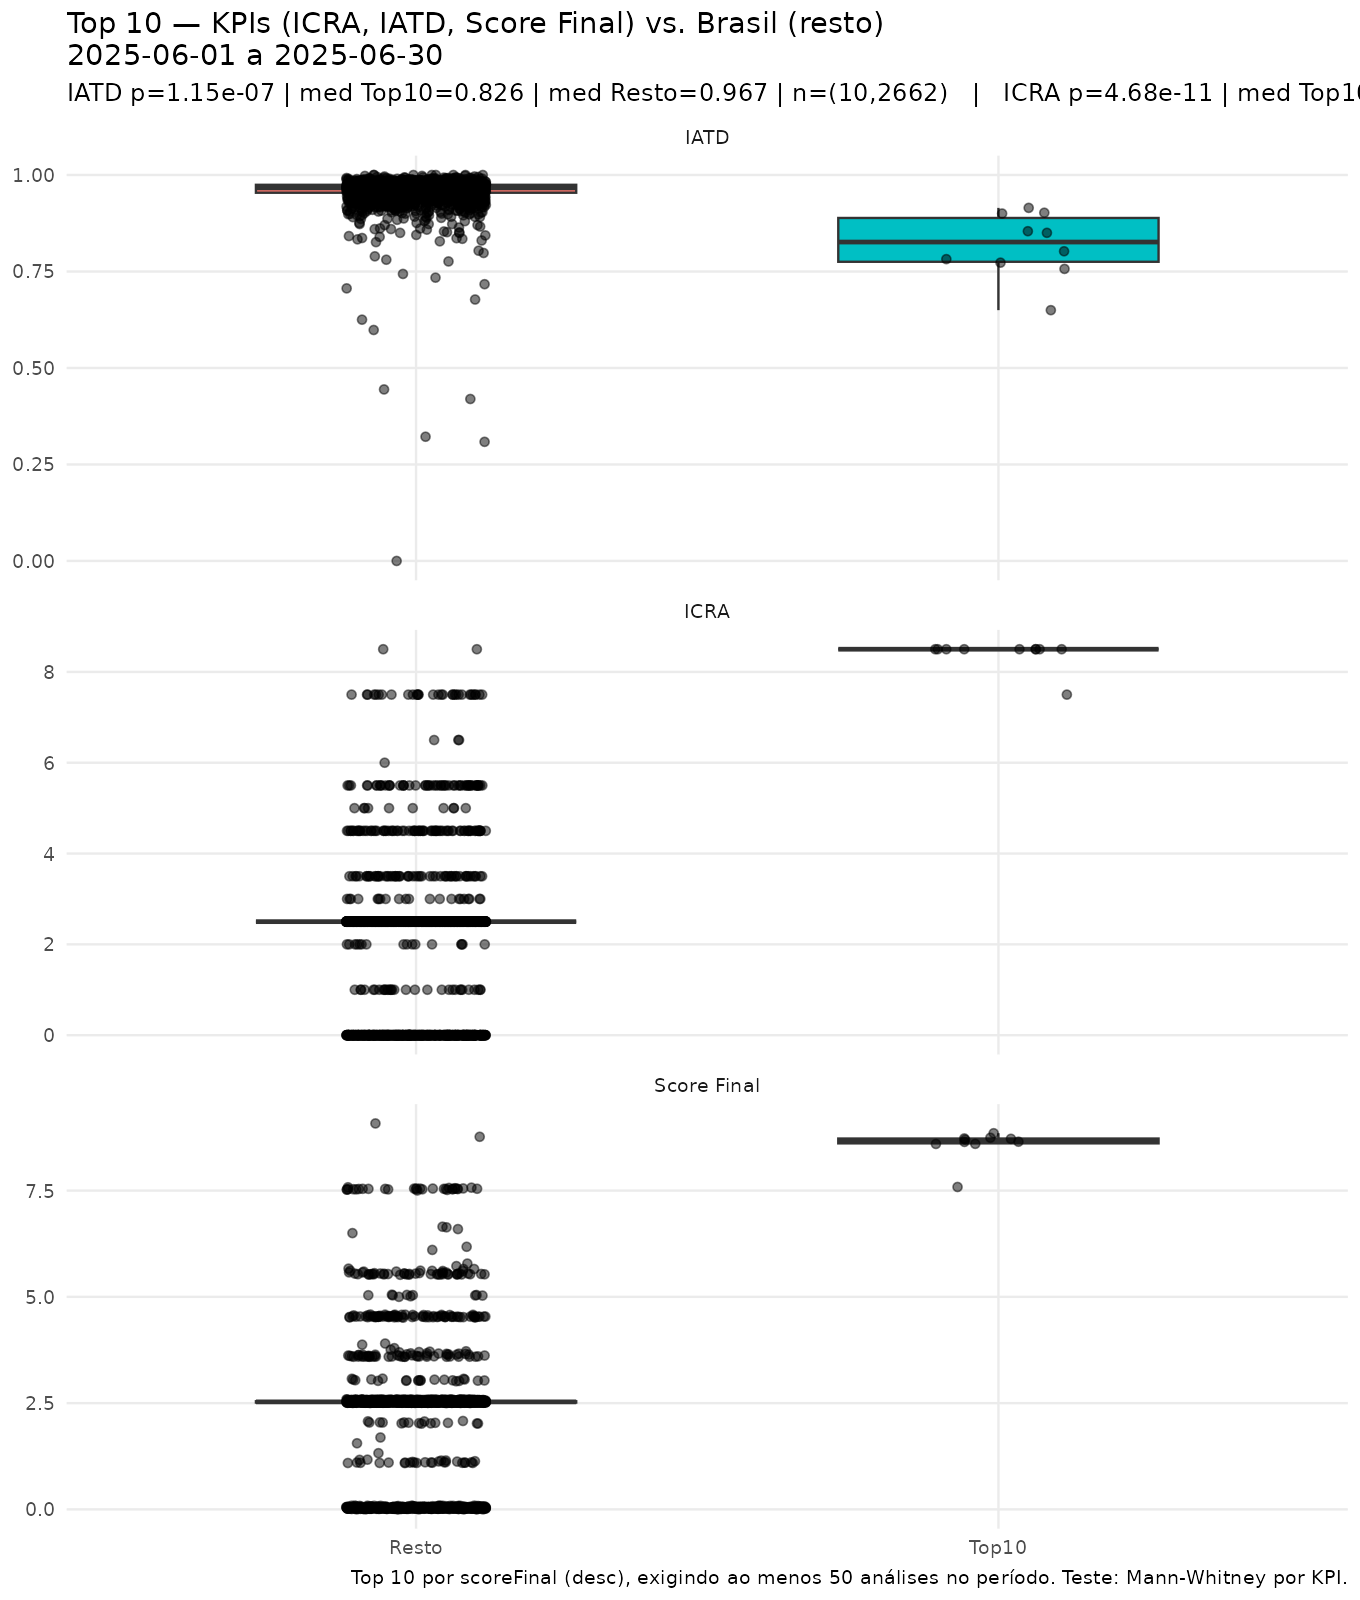 Top 10 — KPIs (ICRA, IATD, Score Final) vs. Brasil (resto)
2025-06-01 a 2025-06-30
IATD p=1.15e-07 | med Top10=0.826 | med Resto=0.967 | n=(10,2662)   |   ICRA p=4.68e-11 | med Top10
IATD
1.00
0.75
0.50
0.25
0.00
ICRA
8
6
4
2
0
Score Final
7.5
5.0
2.5
0.0
Resto
Top10
Top 10 por scoreFinal (desc), exigindo ao menos 50 análises no período. Teste: Mann-Whitney por KPI.